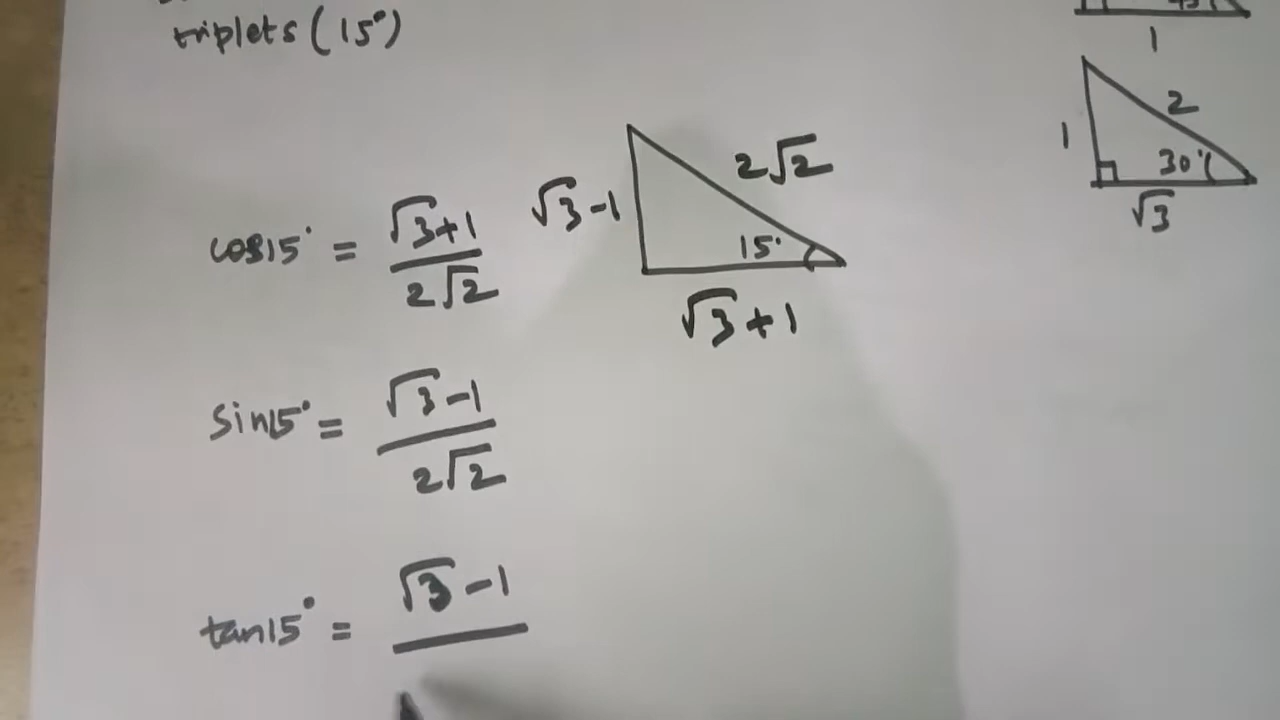 triplets (15°)
1
2
1
30°
√3
2√2
√3-1
15°
√3+1
cos15° = √3+1 / 2√2
sin15° = √3-1 / 2√2
tan15° = √3-1